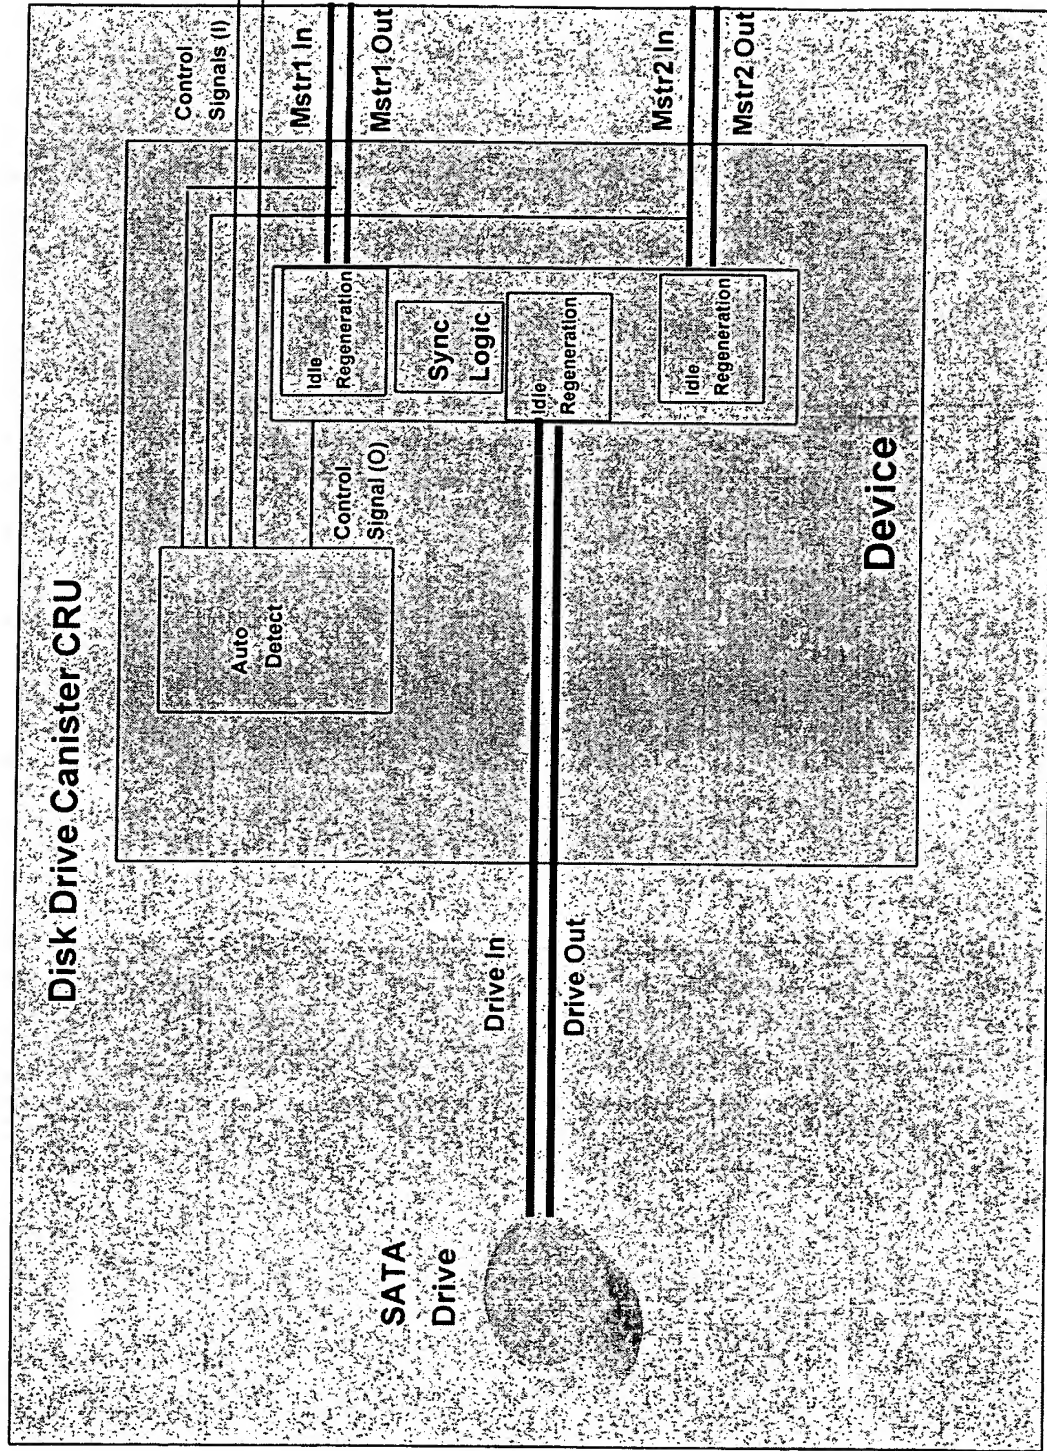 Disk Drive Canister CRU
Control
Signals (I)
Auto
Detect
Mstr1 In
Mstr1 Out
Idle
Regeneration
Control
Signal (O)
Sync
Logic
SATA
Drive
Drive In
Drive Out
Idle
Regeneration
Mstr2 In
Mstr2 Out
Idle
Regeneration
Device